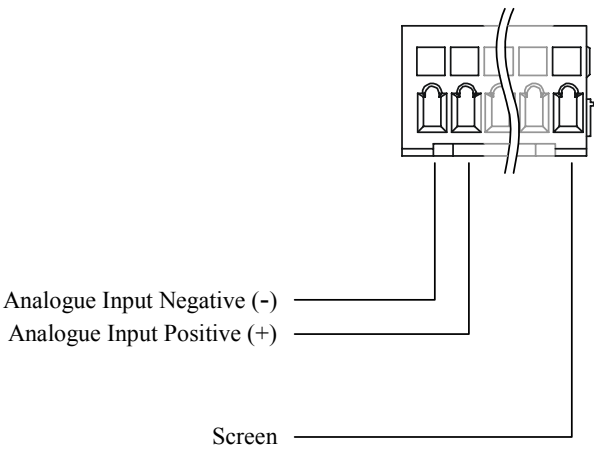 Analogue Input Negative (-)
Analogue Input Positive (+)
Screen